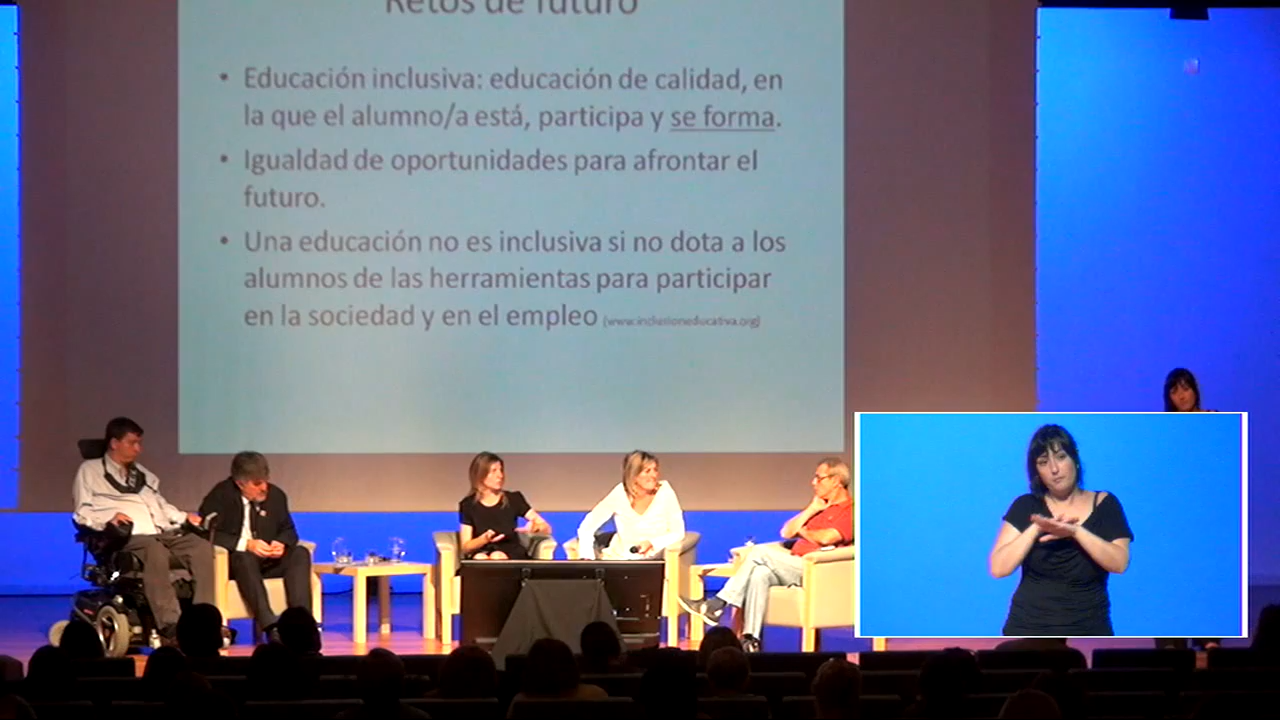 Retos de futuro
• Educación inclusiva: educación de calidad, en
la que el alumno/a está, participa y se forma.
• Igualdad de oportunidades para afrontar el
futuro.
• Una educación no es inclusiva si no dota a los
alumnos de las herramientas para participar
en la sociedad y en el empleo (www.inclusioneducativa.org)